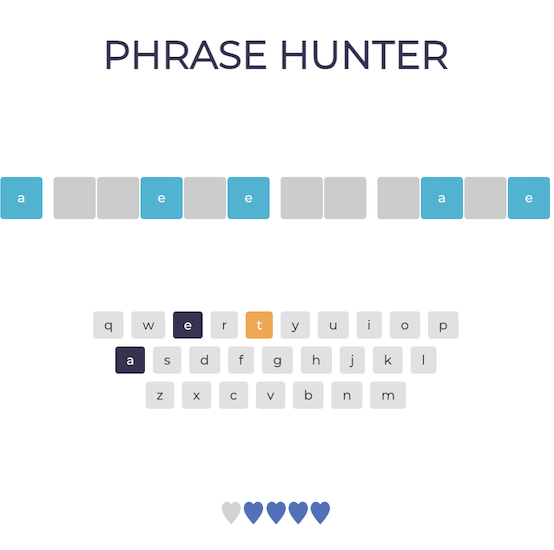 PHRASE HUNTER
a e e a e
q w e r t y u i o p
a s d f g h j k l
z x c v b n m